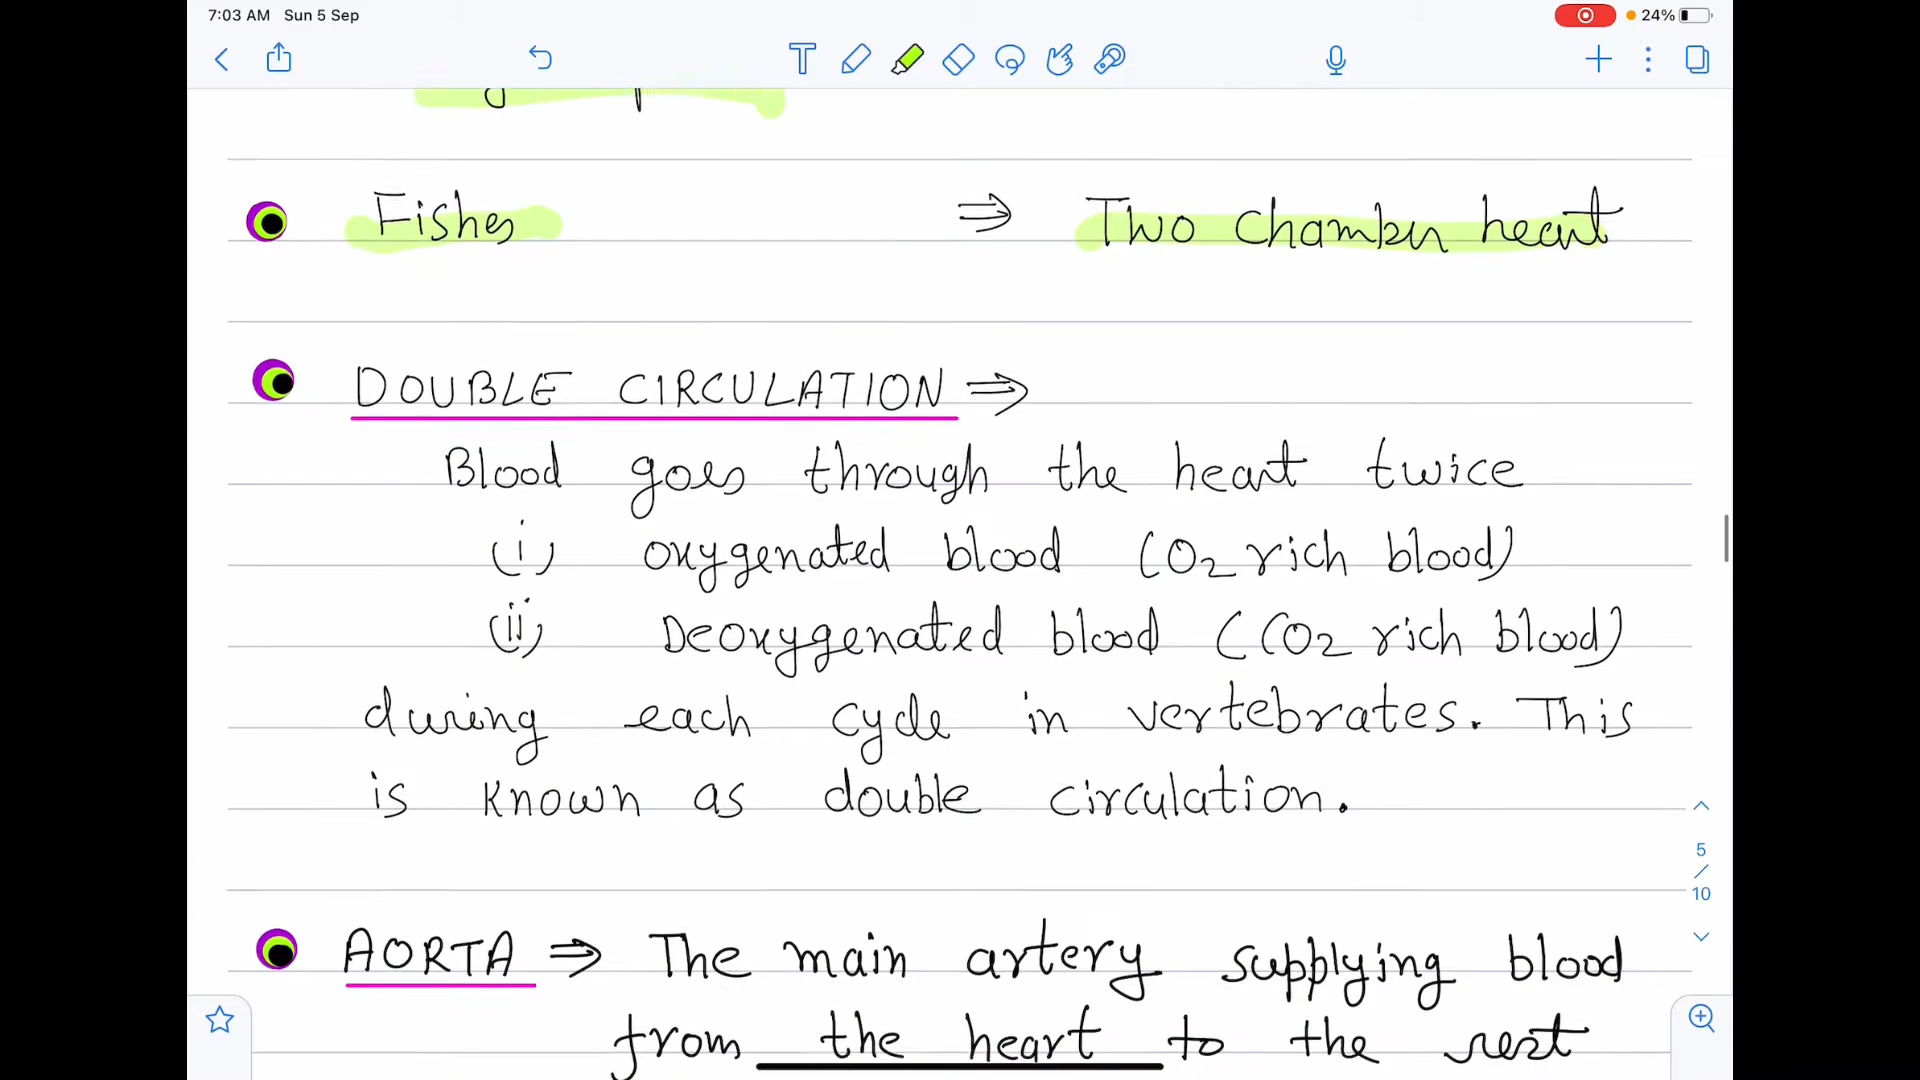 7:03 AM Sun 5 Sep
24%
Fishes ⇒ Two Chamber heart
DOUBLE CIRCULATION ⇒
Blood goes through the heart twice
(i) Oxygenated blood (O2 rich blood)
(ii) Deoxygenated blood (CO2 rich blood)
during each cycle in vertebrates. This
is known as double circulation.
5
/
10
AORTA ⇒ The main artery supplying blood
from the heart to the rest